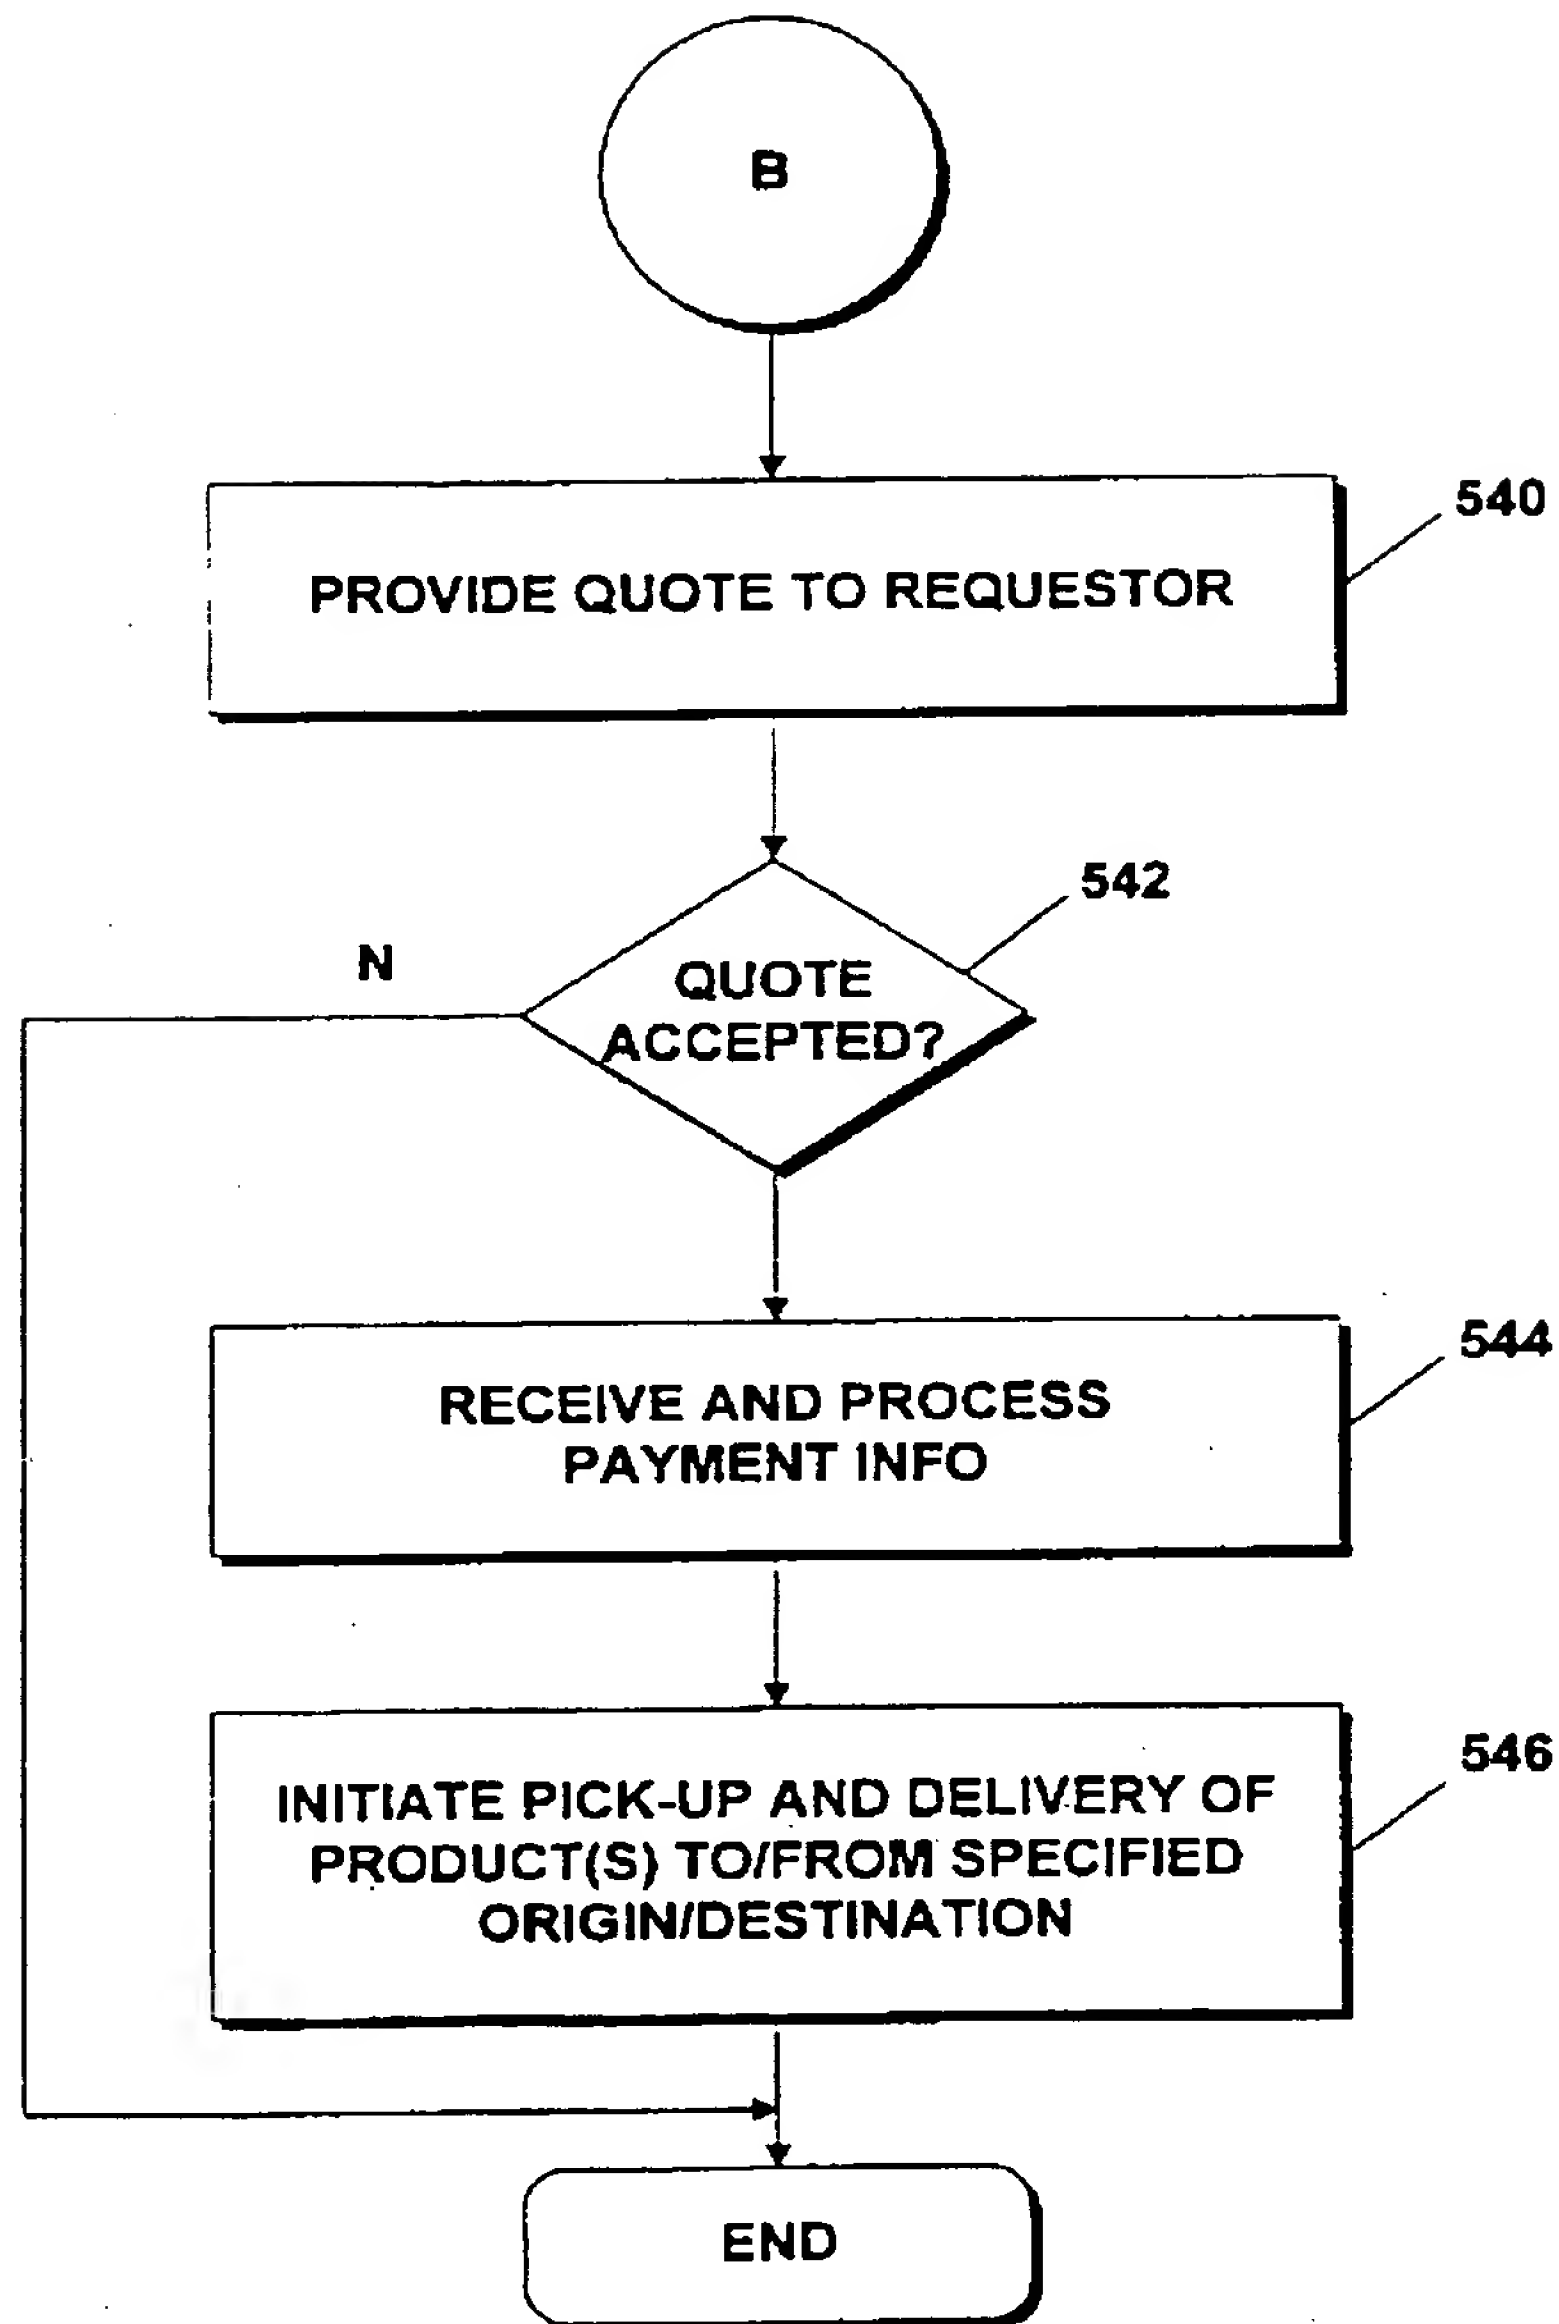 B
PROVIDE QUOTE TO REQUESTOR
540
542
N
QUOTE
ACCEPTED?
544
RECEIVE AND PROCESS
PAYMENT INFO
546
INITIATE PICK-UP AND DELIVERY OF
PRODUCT(S) TO/FROM SPECIFIED
ORIGIN/DESTINATION
END